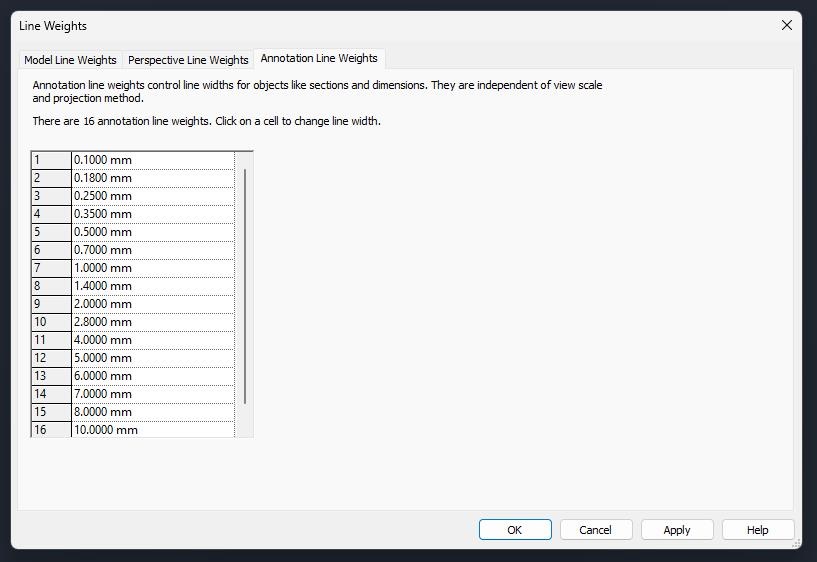 Line Weights
Model Line Weights Perspective Line Weights Annotation Line Weights
Annotation line weights control line widths for objects like sections and dimensions. They are independent of view scale
and projection method.
There are 16 annotation line weights. Click on a cell to change line width.
1 0.1000 mm
2 0.1800 mm
3 0.2500 mm
4 0.3500 mm
5 0.5000 mm
6 0.7000 mm
7 1.0000 mm
8 1.4000 mm
9 2.0000 mm
10 2.8000 mm
11 4.0000 mm
12 5.0000 mm
13 6.0000 mm
14 7.0000 mm
15 8.0000 mm
16 10.0000 mm
OK Cancel Apply Help